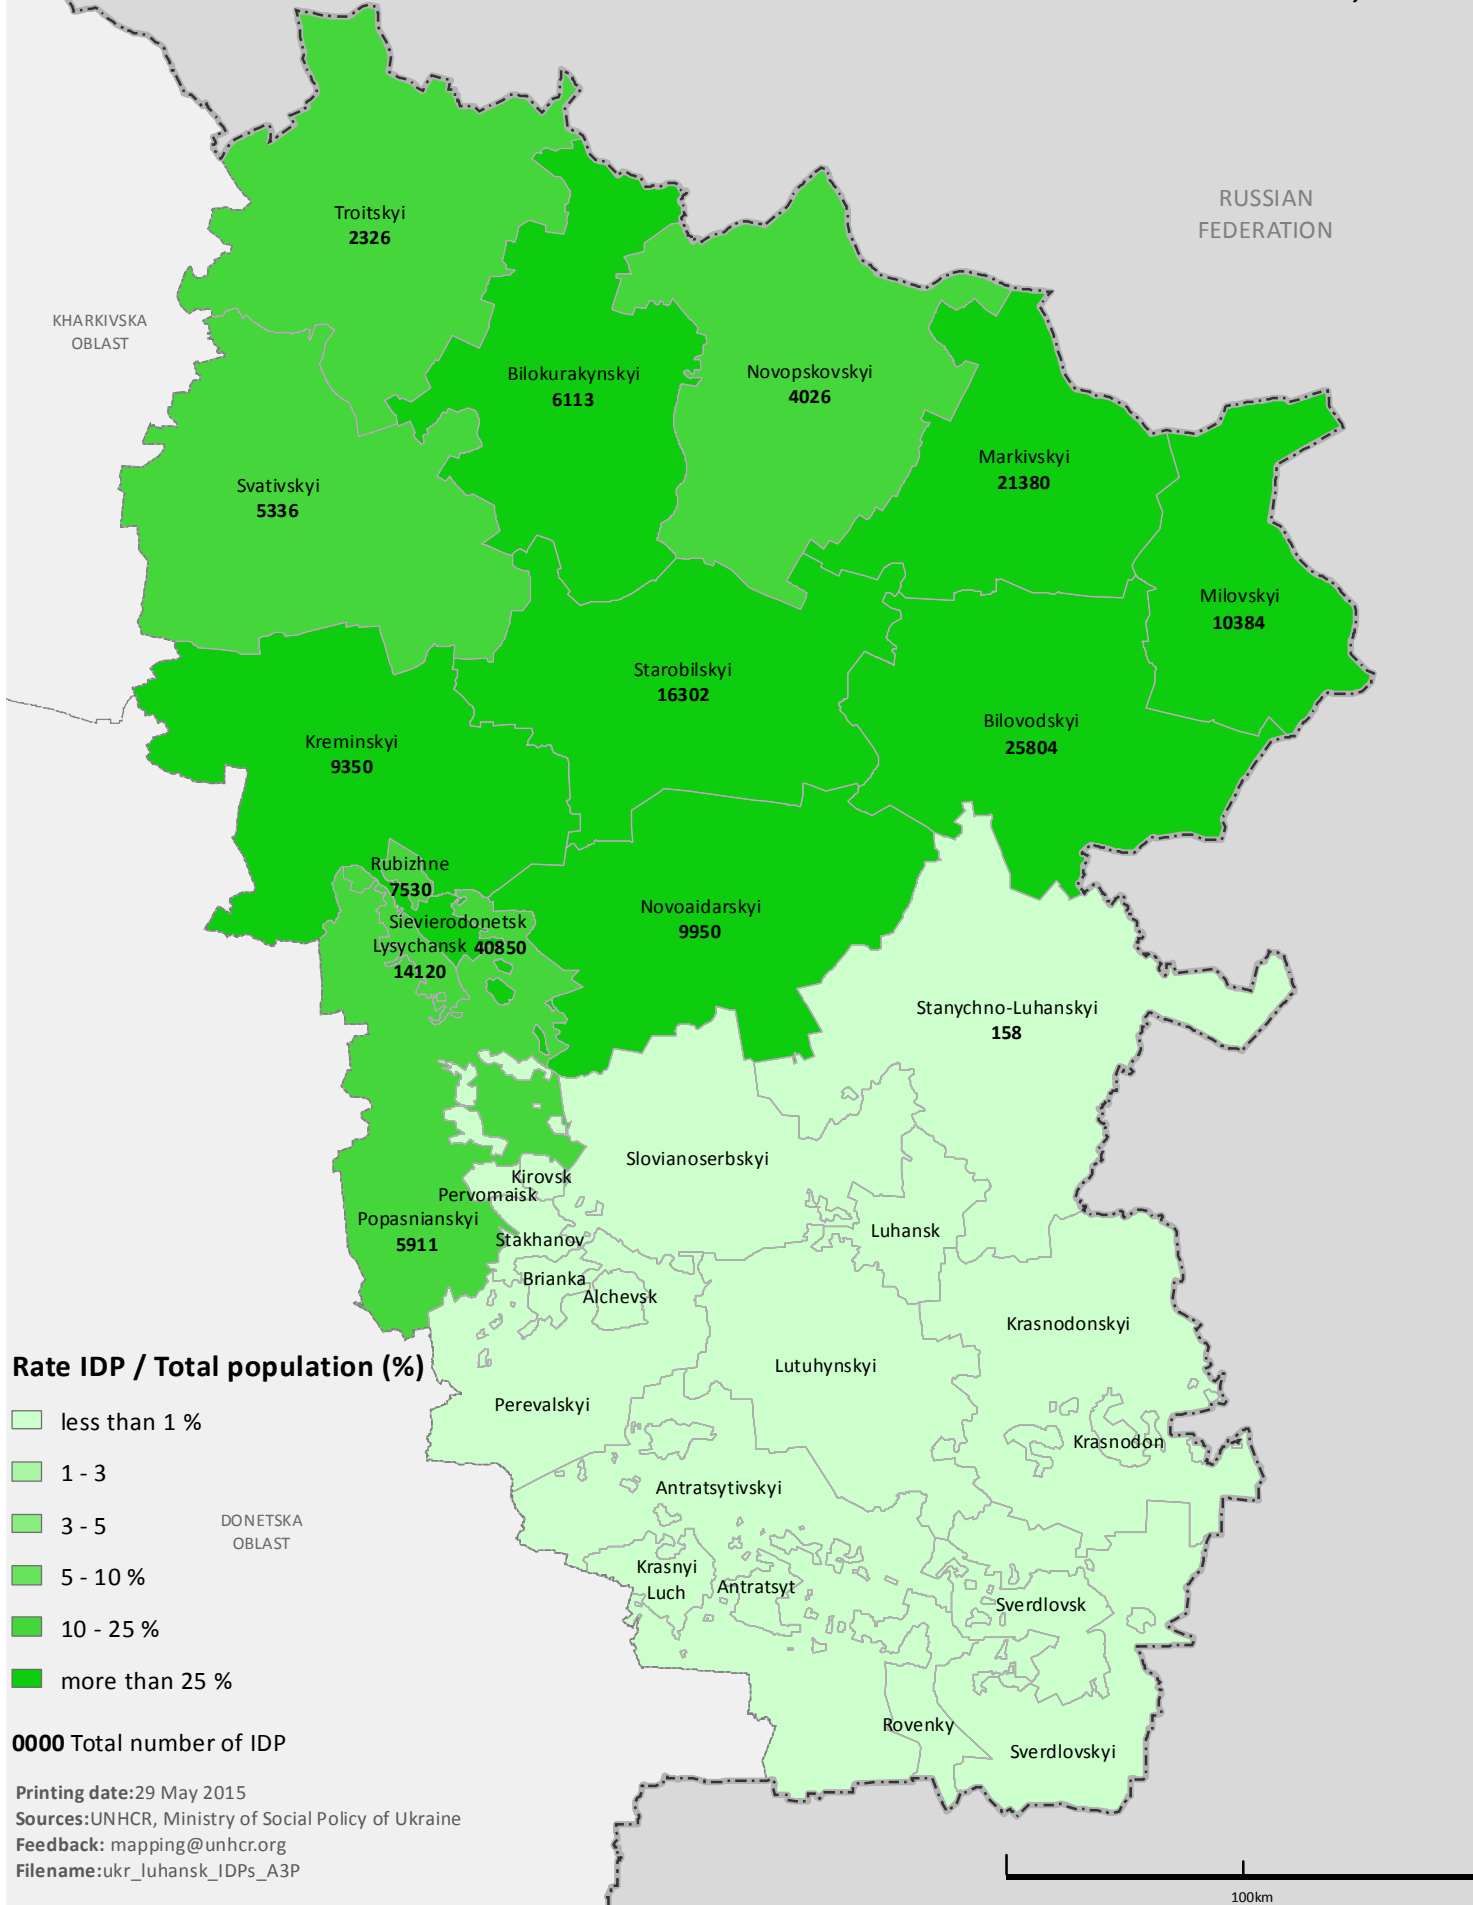 RUSSIAN
FEDERATION
Troitskyi
2326
KHARKIVSKA
OBLAST
Bilokurakynskyi
6113
Novopskovskyi
4026
Markivskyi
21380
Svativskyi
5336
Milovskyi
10384
Starobilskyi
16302
Bilovodskyi
25804
Kreminskyi
9350
Rubizhne
7530
Sievierodonetsk
40850
Lysychansk
14120
Novoaidarskyi
9950
Stanychno-Luhanskyi
158
Slovianoserbskyi
Kirovsk
Pervomaisk
Popasnianskyi
5911
Luhansk
Stakhanov
Brianka
Alchevsk
Krasnodonskyi
Lutuhynskyi
Perevalskyi
Krasnodon
Antratsytivskyi
Krasnyi
Luch
Antratsyt
Sverdlovsk
Rovenky
Sverdlovskyi
DONETSKA
OBLAST
Rate IDP / Total population (%)
less than 1 %
1 - 3
3 - 5
5 - 10 %
10 - 25 %
more than 25 %
0000 Total number of IDP
Printing date:29 May 2015
Sources:UNHCR, Ministry of Social Policy of Ukraine
Feedback: mapping@unhcr.org
Filename:ukr_luhansk_IDPs_A3P
100km